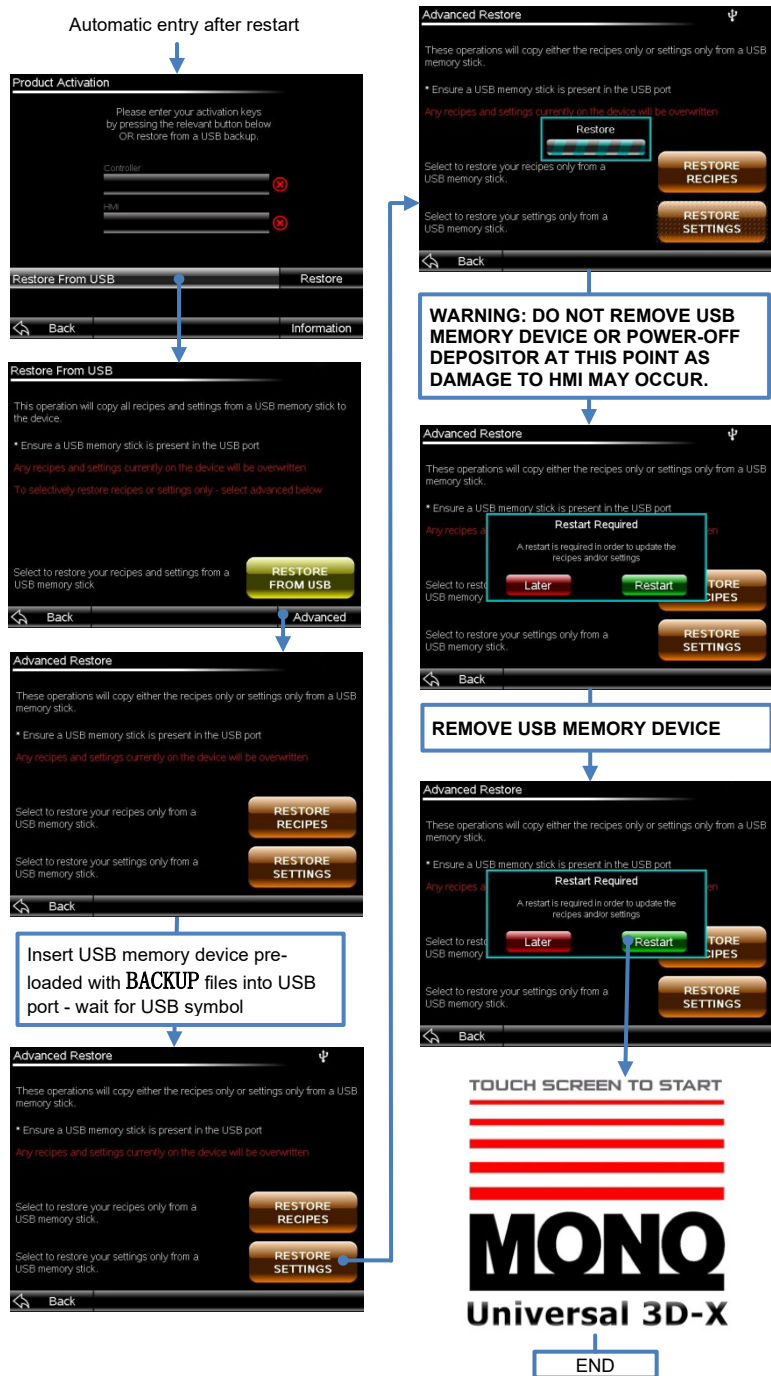 Automatic entry after restart
Product Activation
Please enter your activation keys
by pressing the relevant button below
OR restore from a USB backup.
Controller
HMI
Restore From USB
Restore
Back
Information
Restore From USB
This operation will copy all recipes and settings from a USB memory stick to
the device.
* Ensure a USB memory stick is present in the USB port
Any recipes and settings currently on the device will be overwritten
To selectively restore recipes or settings only - select advanced below
Select to restore your recipes and settings from a
USB memory stick
RESTORE
FROM USB
Back
Advanced
Advanced Restore
These operations will copy either the recipes only or settings only from a USB
memory stick.
* Ensure a USB memory stick is present in the USB port
Any recipes and settings currently on the device will be overwritten
Select to restore your recipes only from a
USB memory stick.
RESTORE
RECIPES
Select to restore your settings only from a
USB memory stick.
RESTORE
SETTINGS
Back
Insert USB memory device pre-
loaded with BACKUP files into USB
port - wait for USB symbol
Advanced Restore
These operations will copy either the recipes only or settings only from a USB
memory stick.
* Ensure a USB memory stick is present in the USB port
Any recipes and settings currently on the device will be overwritten
Select to restore your recipes only from a
USB memory stick.
RESTORE
RECIPES
Select to restore your settings only from a
USB memory stick.
RESTORE
SETTINGS
Back
Advanced Restore
These operations will copy either the recipes only or settings only from a USB
memory stick.
* Ensure a USB memory stick is present in the USB port
Any recipes and settings currently on the device will be overwritten
Restore
Select to restore your recipes only from a
USB memory stick.
RESTORE
RECIPES
Select to restore your settings only from a
USB memory stick.
RESTORE
SETTINGS
Back
WARNING: DO NOT REMOVE USB
MEMORY DEVICE OR POWER-OFF
DEPOSITOR AT THIS POINT AS
DAMAGE TO HMI MAY OCCUR.
Advanced Restore
These operations will copy either the recipes only or settings only from a USB
memory stick.
* Ensure a USB memory stick is present in the USB port
Any recipes a
en
Restart Required
A restart is required in order to update the
recipes and/or settings
Later
Restart
Select to resto
USB memory
TORE
CIPES
Select to restore your settings only from a
USB memory stick.
RESTORE
SETTINGS
Back
REMOVE USB MEMORY DEVICE
Advanced Restore
These operations will copy either the recipes only or settings only from a USB
memory stick.
* Ensure a USB memory stick is present in the USB port
Any recipes a
en
Restart Required
A restart is required in order to update the
recipes and/or settings
Later
Restart
Select to resto
USB memory
TORE
CIPES
Select to restore your settings only from a
USB memory stick.
RESTORE
SETTINGS
Back
TOUCH SCREEN TO START
MONO
Universal 3D-X
END